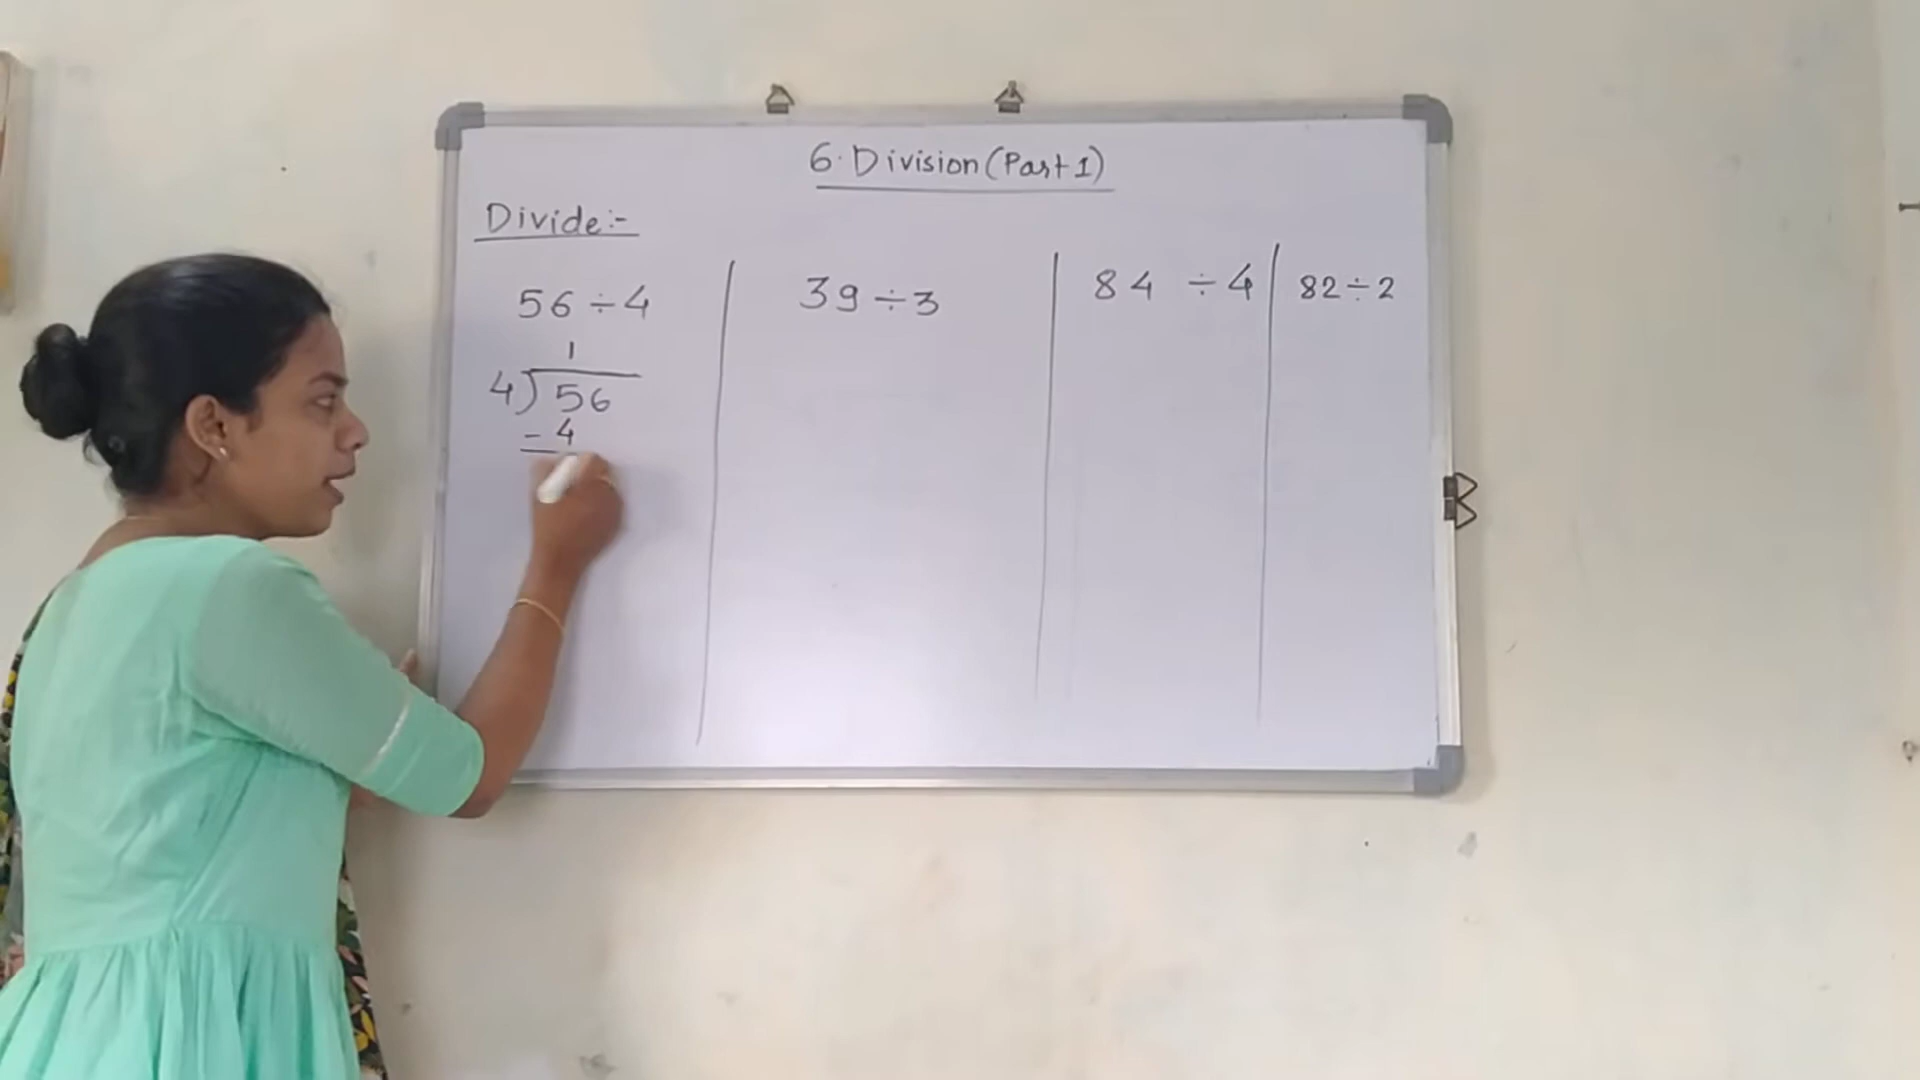 6. Division (Part 1)
Divide:-
56 ÷ 4
39 ÷ 3
84 ÷ 4
82 ÷ 2
1
4) 56
- 4